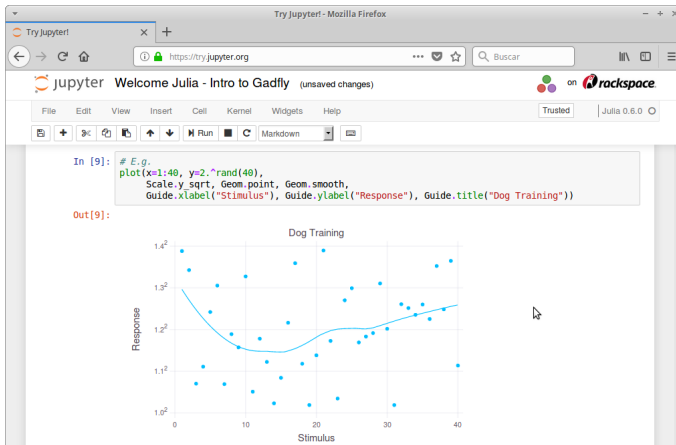 Try Jupyter! - Mozilla Firefox
Try Jupyter!
https://try.jupyter.org
Buscar
jupyter Welcome Julia - Intro to Gadfly (unsaved changes)
on rackspace.
File Edit View Insert Cell Kernel Widgets Help
Trusted Julia 0.6.0
Run C Markdown
In [9]: # E.g.
plot(x=1:40, y=2.^rand(40),
Scale.y_sqrt, Geom.point, Geom.smooth,
Guide.xlabel("Stimulus"), Guide.ylabel("Response"), Guide.title("Dog Training"))
Out[9]:
Dog Training
1.4²
1.3²
1.2²
1.1²
1.0²
Response
0 10 20 30 40
Stimulus